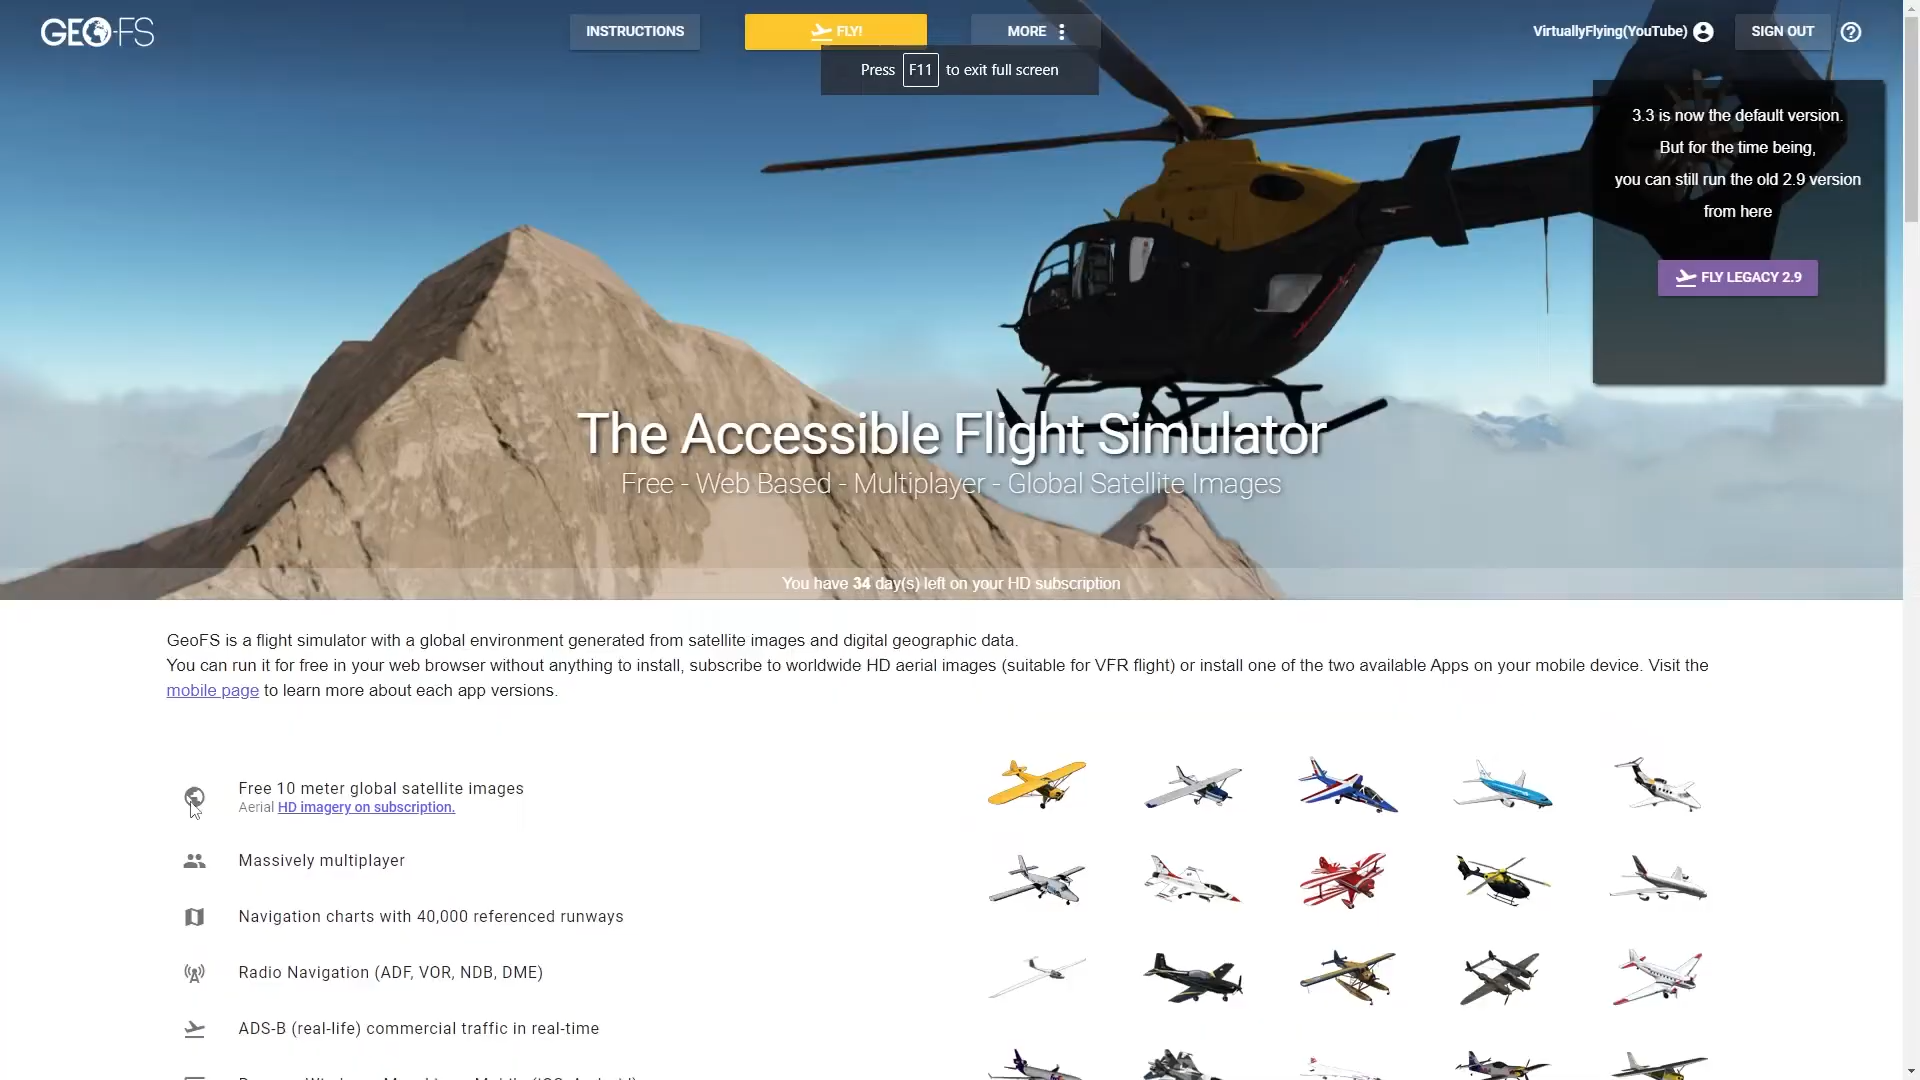 GEO-FS
INSTRUCTIONS
FLY!
MORE
VirtuallyFlying(YouTube)
SIGN OUT
Press F11 to exit full screen
3.3 is now the default version.
But for the time being,
you can still run the old 2.9 version
from here
FLY LEGACY 2.9
The Accessible Flight Simulator
Free - Web Based - Multiplayer - Global Satellite Images
You have 34 day(s) left on your HD subscription
GeoFS is a flight simulator with a global environment generated from satellite images and digital geographic data.
You can run it for free in your web browser without anything to install, subscribe to worldwide HD aerial images (suitable for VFR flight) or install one of the two available Apps on your mobile device. Visit the
mobile page to learn more about each app versions.
Free 10 meter global satellite images
Aerial HD imagery on subscription.
Massively multiplayer
Navigation charts with 40,000 referenced runways
Radio Navigation (ADF, VOR, NDB, DME)
ADS-B (real-life) commercial traffic in real-time